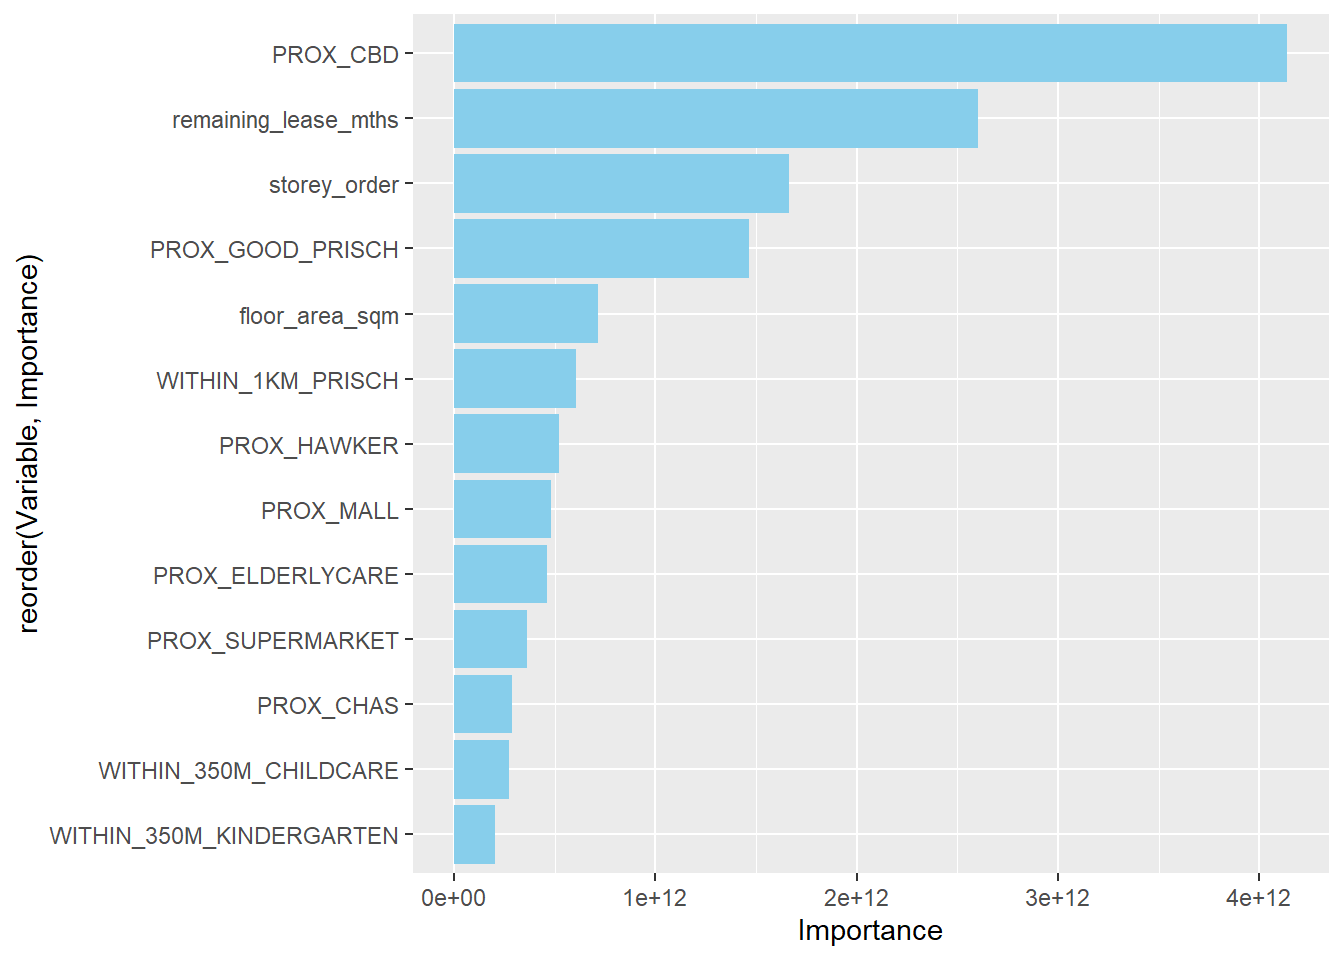 PROX_CBD
remaining_lease_mths
storey_order
PROX_GOOD_PRISCH
floor_area_sqm
WITHIN_1KM_PRISCH
PROX_HAWKER
PROX_MALL
PROX_ELDERLYCARE
PROX_SUPERMARKET
PROX_CHAS
WITHIN_350M_CHILDCARE
WITHIN_350M_KINDERGARTEN
reorder(Variable, Importance)
0e+00 1e+12 2e+12 3e+12 4e+12
Importance